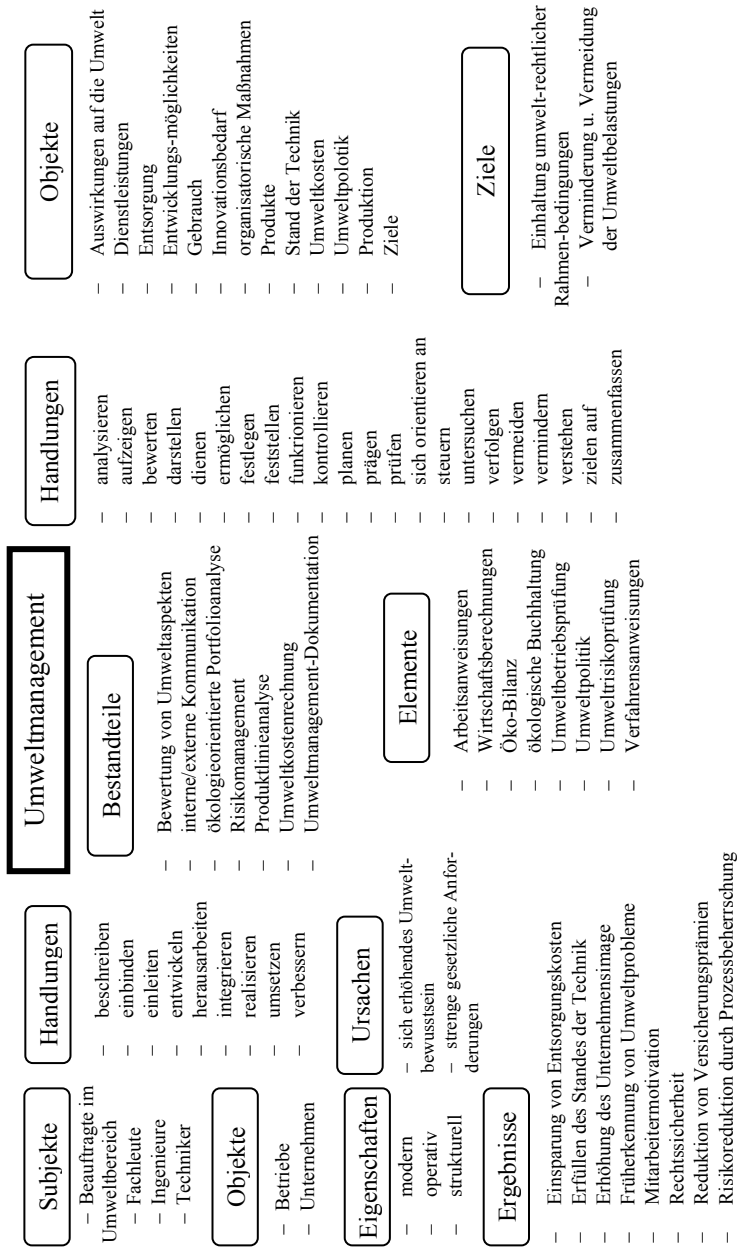 Umweltmanagement
Subjekte
– Beauftragte im
Umweltbereich
– Fachleute
– Ingenieure
– Techniker
Objekte
– Betriebe
– Unternehmen
Eigenschaften
– modern
– operativ
– strukturell
Ergebnisse
– Einsparung von Entsorgungskosten
– Erfüllen des Standes der Technik
– Erhöhung des Unternehmensimage
– Früherkennung von Umweltprobleme
– Mitarbeitermotivation
– Rechtssicherheit
– Reduktion von Versicherungsprämien
– Risikoreduktion durch Prozessbeherrschung
Handlungen
– beschreiben
– einbinden
– einleiten
– entwickeln
– herausarbeiten
– integrieren
– realisieren
– umsetzen
– verbessern
Ursachen
– sich erhöhendes Umwelt-
bewusstsein
– strenge gesetzliche Anfor-
derungen
Bestandteile
– Bewertung von Umweltaspekten
– interne/externe Kommunikation
– ökologieorientierte Portfolioanalyse
– Risikomanagement
– Produktlinieanalyse
– Umweltkostenrechnung
– Umweltmanagement-Dokumentation
Elemente
– Arbeitsanweisungen
– Wirtschaftsberechnungen
– Öko-Bilanz
– ökologische Buchhaltung
– Umweltbetriebsprüfung
– Umweltpolitik
– Umweltrisikoprüfung
– Verfahrensanweisungen
Handlungen
– analysieren
– aufzeigen
– bewerten
– darstellen
– dienen
– ermöglichen
– festlegen
– feststellen
– funkrionieren
– kontrollieren
– planen
– prägen
– prüfen
– sich orientieren an
– steuern
– untersuchen
– verfolgen
– vermeiden
– vermindern
– verstehen
– zielen auf
– zusammenfassen
Objekte
– Auswirkungen auf die Umwelt
– Dienstleistungen
– Entsorgung
– Entwicklungs-möglichkeiten
– Gebrauch
– Innovationsbedarf
– organisatorische Maßnahmen
– Produkte
– Stand der Technik
– Umweltkosten
– Umweltpolotik
– Produktion
– Ziele
Ziele
– Einhaltung umwelt-rechtlicher
Rahmen-bedingungen
– Verminderung u. Vermeidung
der Umweltbelastungen